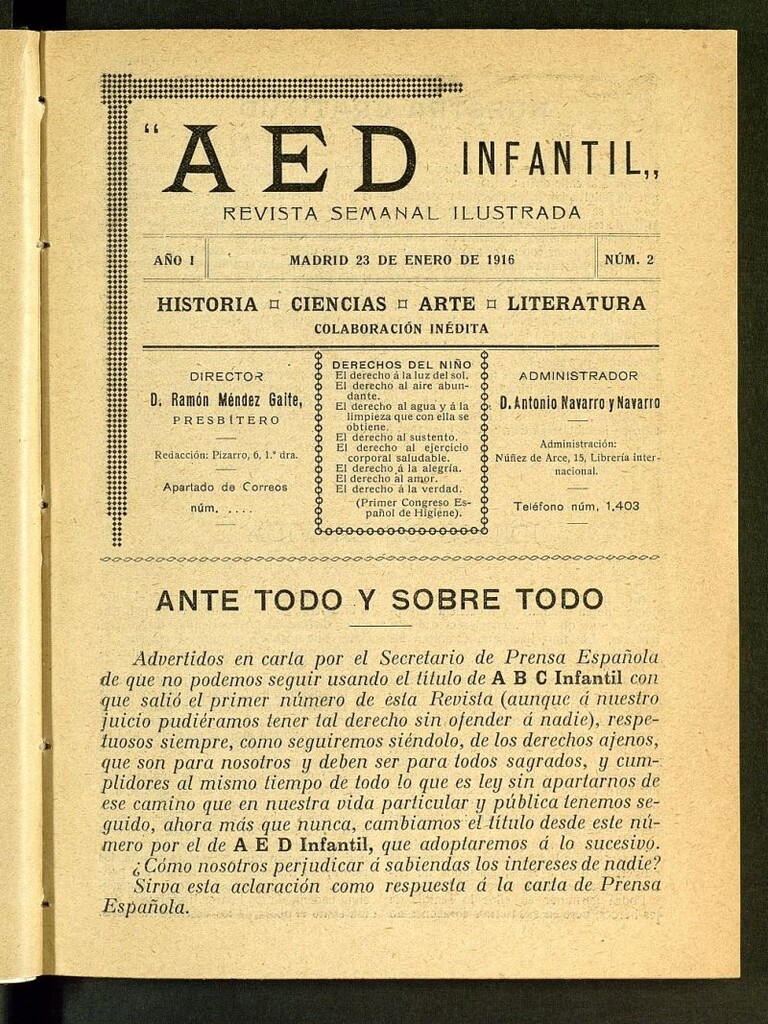 “AED INFANTIL„
REVISTA SEMANAL ILUSTRADA
AÑO I
MADRID 23 DE ENERO DE 1916
NÚM. 2
HISTORIA ¤ CIENCIAS ¤ ARTE ¤ LITERATURA
COLABORACIÓN INÉDITA
DIRECTOR
D. Ramón Méndez Gaite,
PRESBÍTERO
Redacción: Pizarro, 6, 1.º dra.
Apartado de Correos
núm. ....
DERECHOS DEL NIÑO
El derecho á la luz del sol.
El derecho al aire abun-
dante.
El derecho al agua y á la
limpieza que con ella se
obtiene.
El derecho al sustento.
El derecho al ejercicio
corporal saludable.
El derecho á la alegría.
El derecho al amor.
El derecho á la verdad.
(Primer Congreso Es-
pañol de Higiene).
ADMINISTRADOR
D. Antonio Navarro y Navarro
Administración:
Núñez de Arce, 15, Librería inter-
nacional.
Teléfono núm, 1.403
ANTE TODO Y SOBRE TODO
Advertidos en carta por el Secretario de Prensa Española
de que no podemos seguir usando el título de A B C Infantil con
que salió el primer número de esta Revista (aunque á nuestro
juicio pudiéramos tener tal derecho sin ofender á nadie), respe-
tuosos siempre, como seguiremos siéndolo, de los derechos ajenos,
que son para nosotros y deben ser para todos sagrados, y cum-
plidores al mismo tiempo de todo lo que es ley sin apartarnos de
ese camino que en nuestra vida particular y pública tenemos se-
guido, ahora más que nunca, cambiamos el título desde este nú-
mero por el de A E D Infantil, que adoptaremos á lo sucesivo.
¿Cómo nosotros perjudicar á sabiendas los intereses de nadie?
Sirva esta aclaración como respuesta á la carta de Prensa
Española.